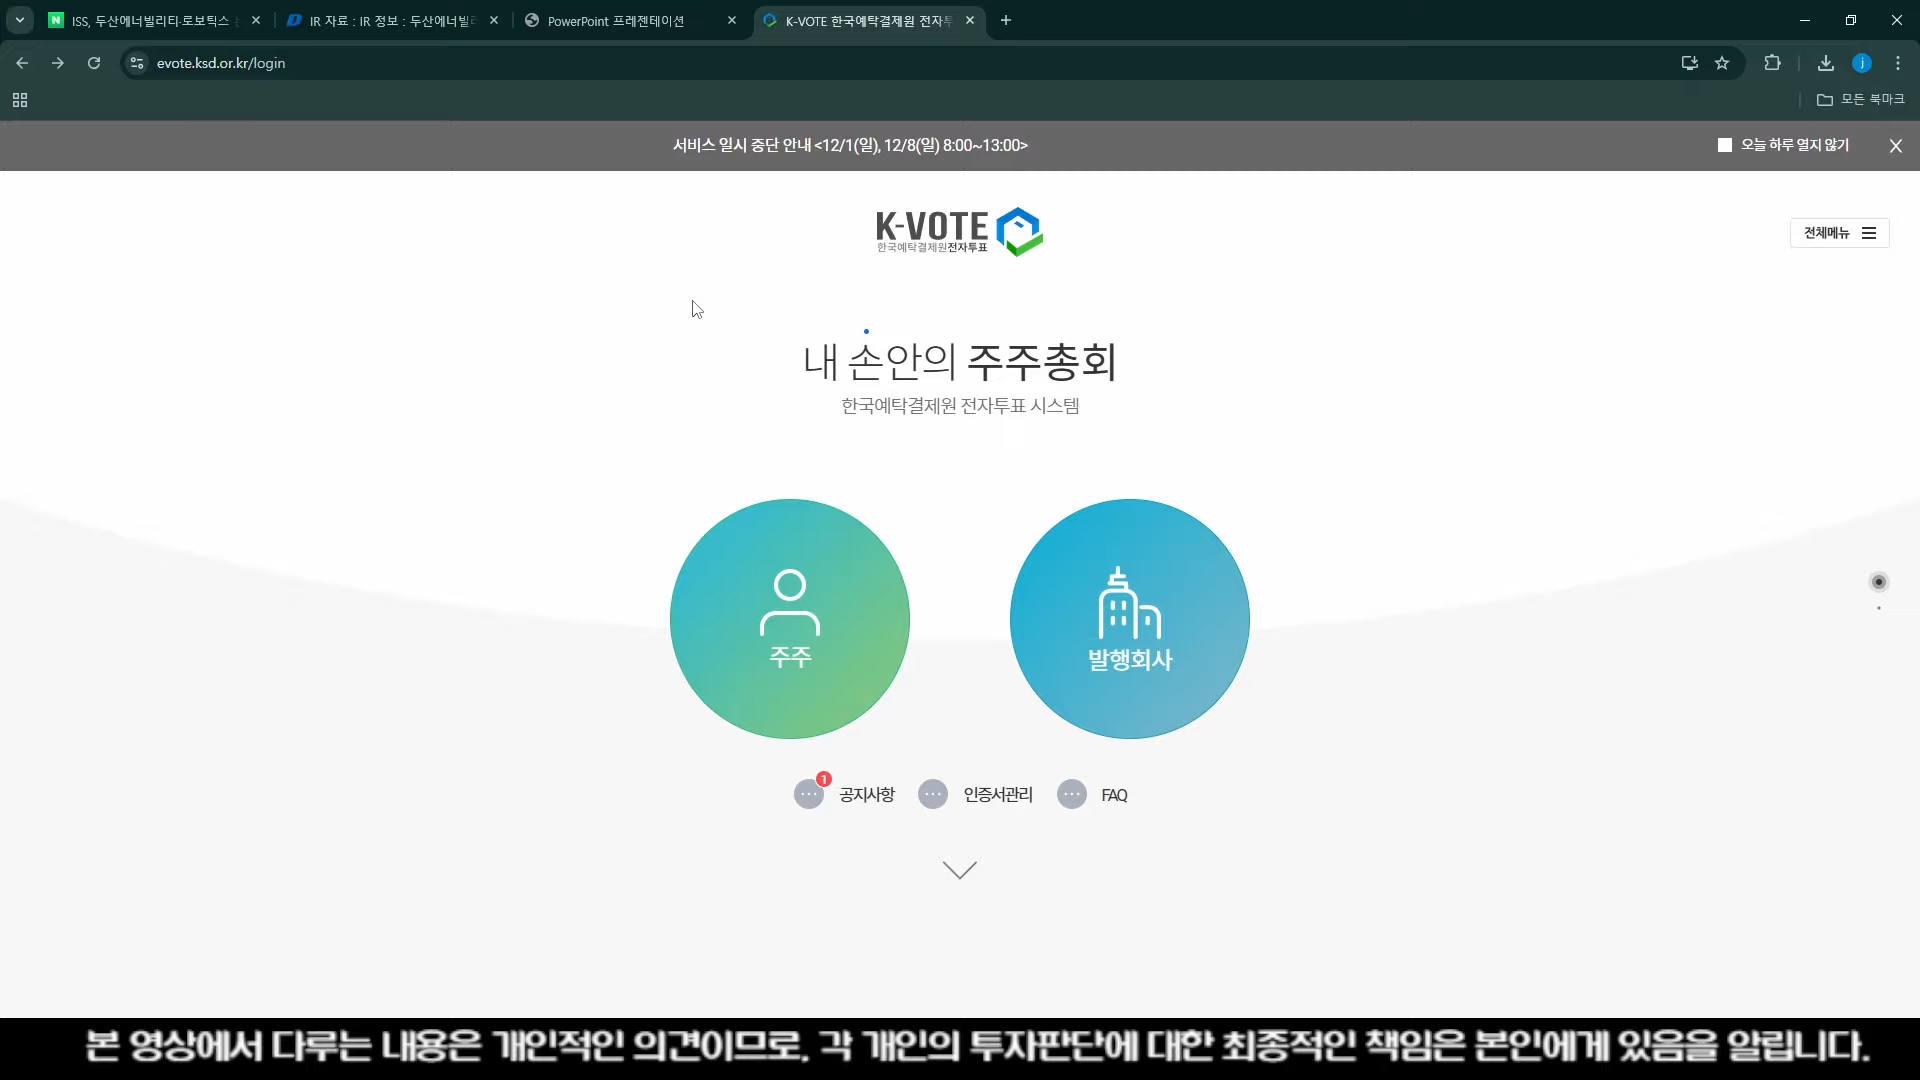 ISS, 두산에너빌리티·로보틱스
IR 자료 : IR 정보 : 두산에너빌리
PowerPoint 프레젠테이션
K-VOTE 한국예탁결제원 전자투
evote.ksd.or.kr/login
j
모든 북마크
서비스 일시 중단 안내 <12/1(일), 12/8(일) 8:00~13:00>
오늘 하루 열지 않기
K-VOTE
한국예탁결제원전자투표
전체메뉴
내 손안의 주주총회
한국예탁결제원 전자투표 시스템
주주
발행회사
1
공지사항
인증서관리
FAQ
본 영상에서 다루는 내용은 개인적인 의견이므로, 각 개인의 투자판단에 대한 최종적인 책임은 본인에게 있음을 알립니다.